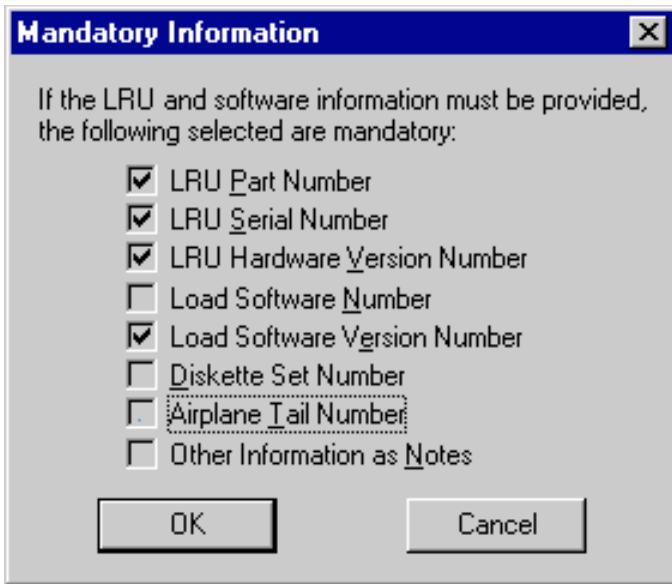 Mandatory Information
If the LRU and software information must be provided,
the following selected are mandatory:
LRU Part Number
LRU Serial Number
LRU Hardware Version Number
Load Software Number
Load Software Version Number
Diskette Set Number
Airplane Tail Number
Other Information as Notes
OK Cancel